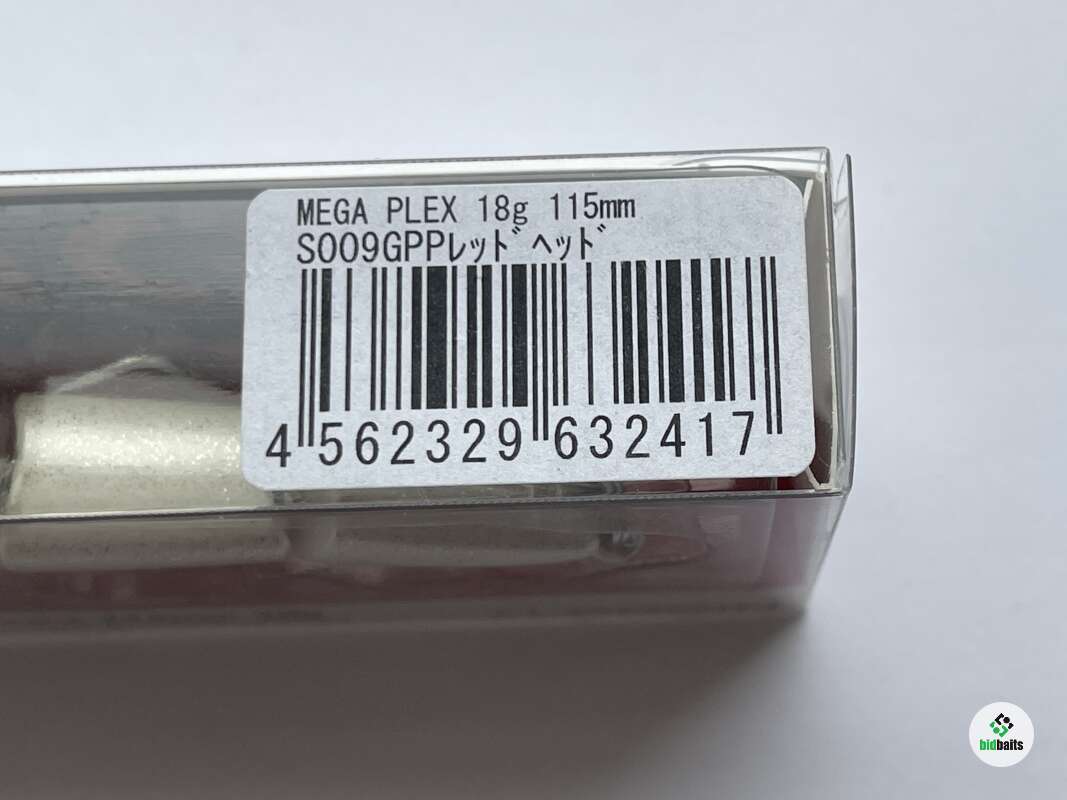 MEGA PLEX 18g 115mm
S009GPPﾚｯﾄﾞﾍｯﾄﾞ
4 562329 632417
bidbaits